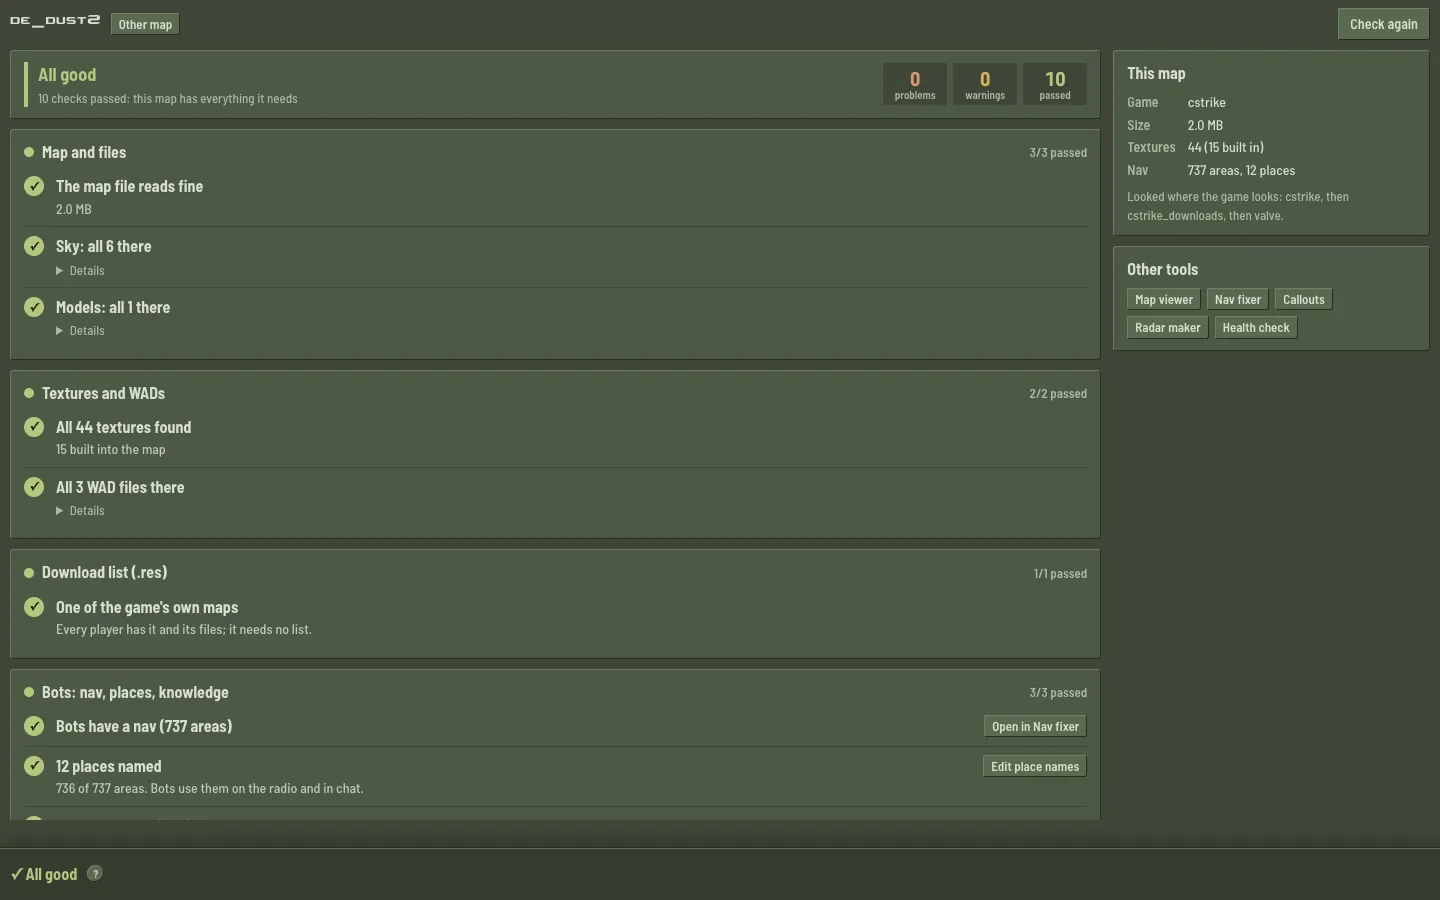 DE_DUST2
Other map
Check again
All good
10 checks passed: this map has everything it needs
0 problems
0 warnings
10 passed
Map and files
3/3 passed
✓ The map file reads fine
2.0 MB
✓ Sky: all 6 there
▶ Details
✓ Models: all 1 there
▶ Details
Textures and WADs
2/2 passed
✓ All 44 textures found
15 built into the map
✓ All 3 WAD files there
▶ Details
Download list (.res)
1/1 passed
✓ One of the game's own maps
Every player has it and its files; it needs no list.
Bots: nav, places, knowledge
3/3 passed
✓ Bots have a nav (737 areas)
Open in Nav fixer
✓ 12 places named
Edit place names
736 of 737 areas. Bots use them on the radio and in chat.
This map
Game cstrike
Size 2.0 MB
Textures 44 (15 built in)
Nav 737 areas, 12 places
Looked where the game looks: cstrike, then
cstrike_downloads, then valve.
Other tools
Map viewer
Nav fixer
Callouts
Radar maker
Health check
✓ All good ?